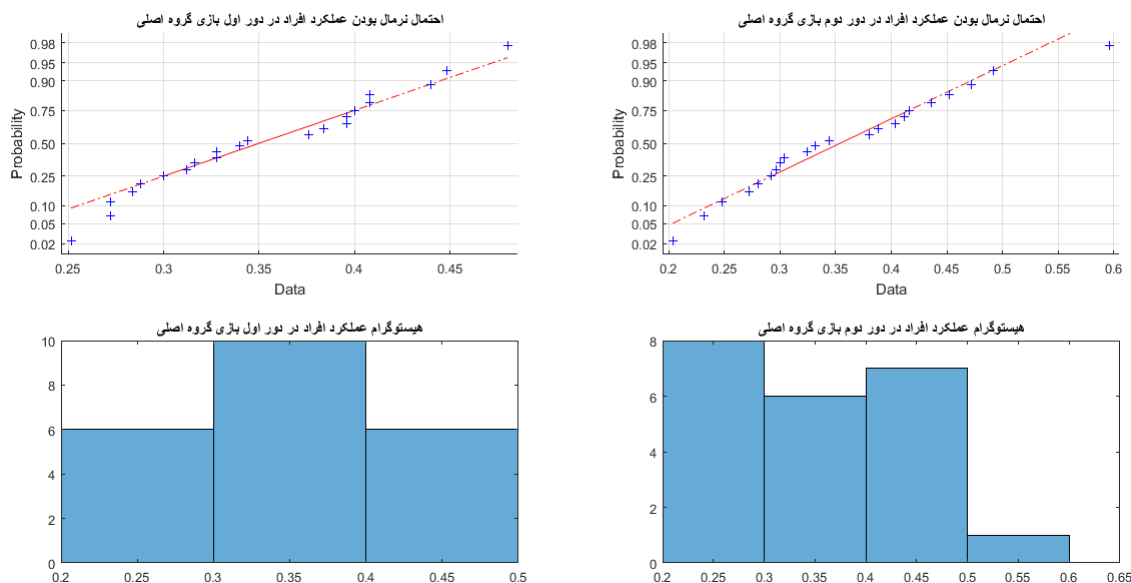 احتمال نرمال بودن عملکرد افراد در دور اول بازی گروه اصلی
0.98
0.95
0.90
0.75
0.50
0.25
0.10
0.05
0.02
Probability
0.25 0.3 0.35 0.4 0.45
Data
احتمال نرمال بودن عملکرد افراد در دور دوم بازی گروه اصلی
0.98
0.95
0.90
0.75
0.50
0.25
0.10
0.05
0.02
Probability
0.2 0.25 0.3 0.35 0.4 0.45 0.5 0.55 0.6
Data
هیستوگرام عملکرد افراد در دور اول بازی گروه اصلی
10
8
6
4
2
0
0.2 0.25 0.3 0.35 0.4 0.45 0.5
هیستوگرام عملکرد افراد در دور دوم بازی گروه اصلی
8
6
4
2
0
0.2 0.25 0.3 0.35 0.4 0.45 0.5 0.55 0.6 0.65